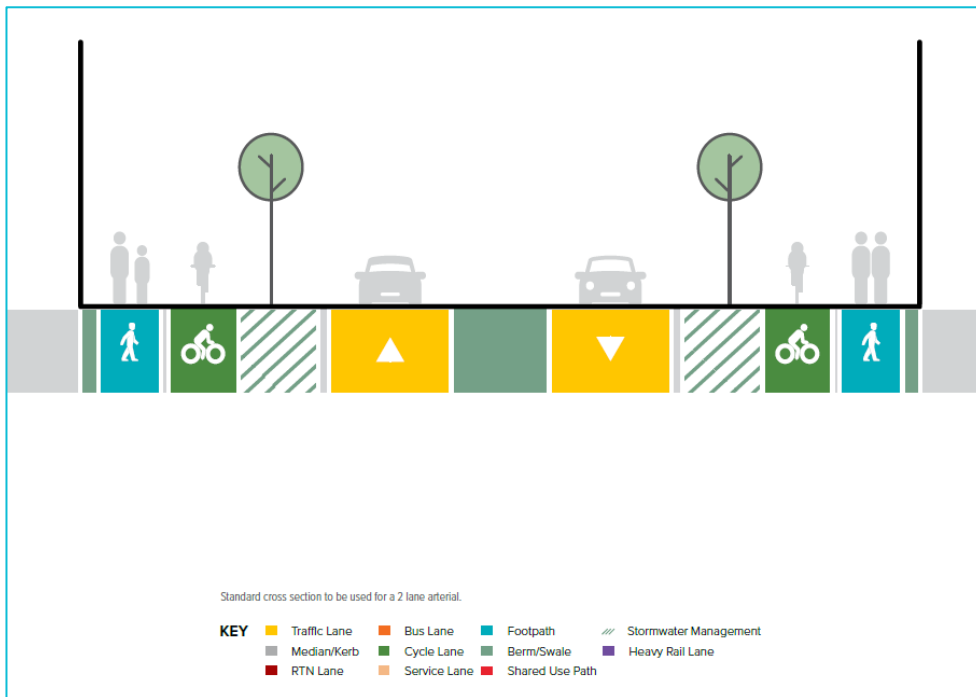 Standard cross section to be used for a 2 lane arterial.
KEY Traffic Lane Bus Lane Footpath Stormwater Management
Median/Kerb Cycle Lane Berm/Swale Heavy Rail Lane
RTN Lane Service Lane Shared Use Path